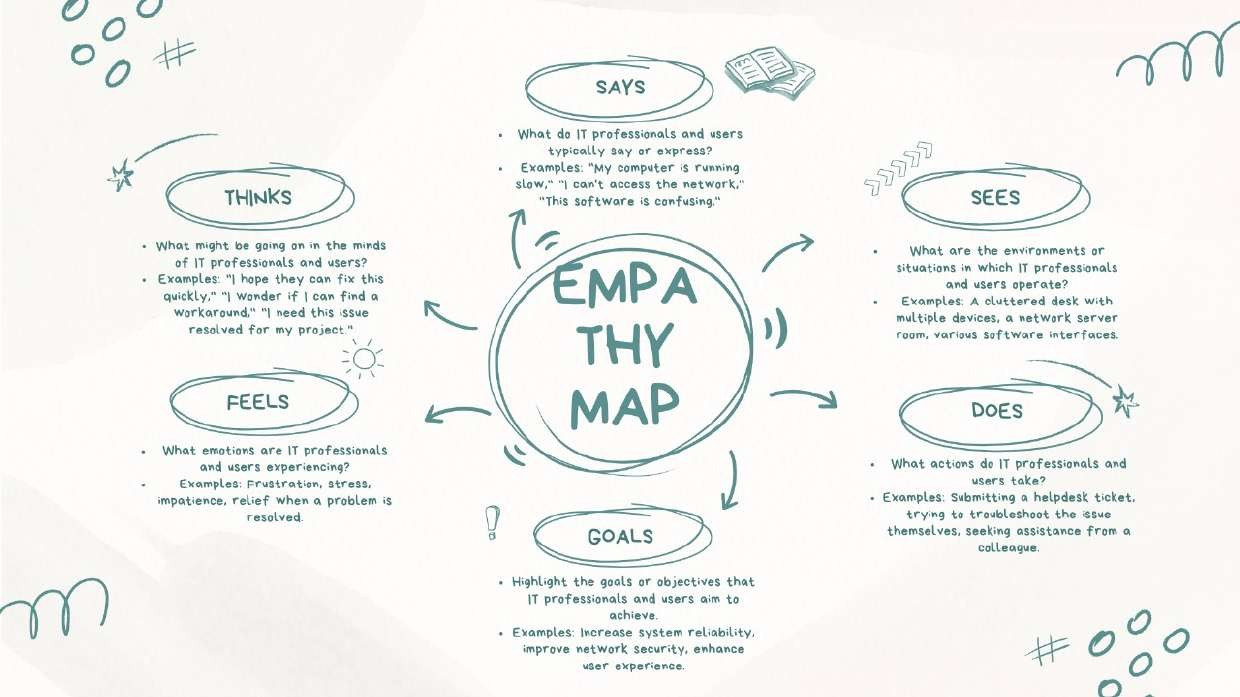 SAYS
• What do IT professionals and users
typically say or express?
• Examples: "My computer is running
slow," "I can't access the network,"
"This software is confusing."
THINKS
• What might be going on in the minds
of IT professionals and users?
• Examples: "I hope they can fix this
quickly," "I wonder if I can find a
workaround," "I need this issue
resolved for my project."
SEES
• What are the environments or
situations in which IT professionals
and users operate?
• Examples: A cluttered desk with
multiple devices, a network server
room, various software interfaces.
EMPA
THY
MAP
FEELS
• What emotions are IT professionals
and users experiencing?
• Examples: Frustration, stress,
impatience, relief when a problem is
resolved.
DOES
• What actions do IT professionals and
users take?
• Examples: Submitting a helpdesk ticket,
trying to troubleshoot the issue
themselves, seeking assistance from a
colleague.
GOALS
• Highlight the goals or objectives that
IT professionals and users aim to
achieve.
• Examples: Increase system reliability,
improve network security, enhance
user experience.